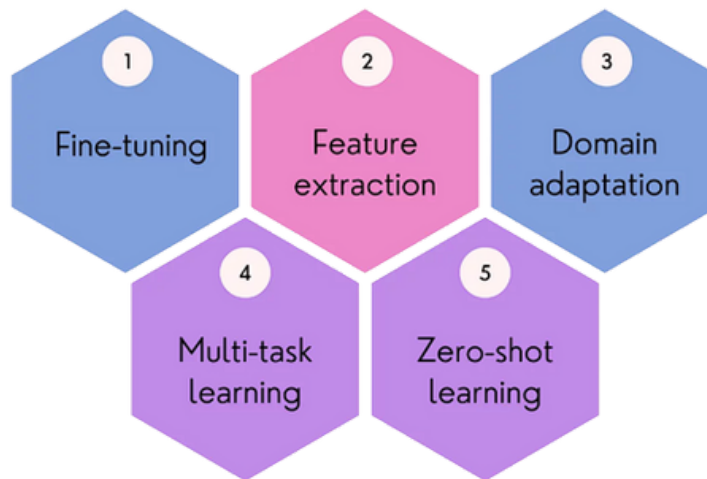 1
Fine-tuning
2
Feature
extraction
3
Domain
adaptation
4
Multi-task
learning
5
Zero-shot
learning